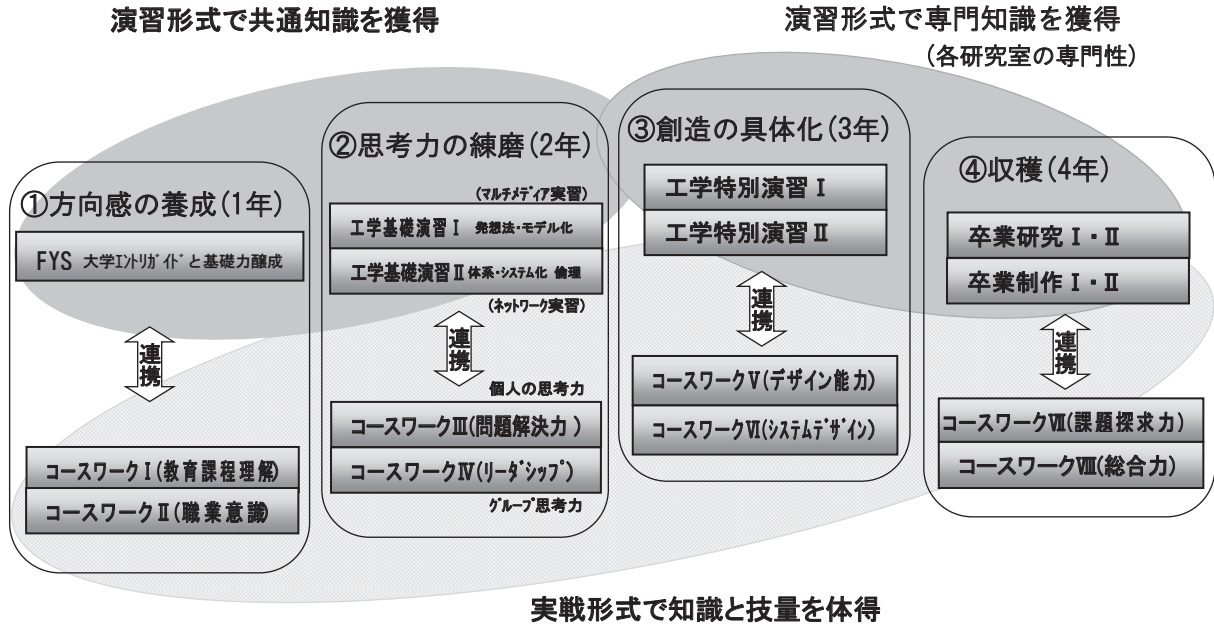 演習形式で共通知識を獲得
演習形式で専門知識を獲得
(各研究室の専門性)
①方向感の養成(1年)
FYS 大学エントリガイドと基礎力醸成
連携
コースワークⅠ(教育課程理解)
コースワークⅡ(職業意識)
②思考力の練磨(2年)
(マルチメディア実習)
工学基礎演習Ⅰ 発想法・モデル化
工学基礎演習Ⅱ 体系・システム化 倫理
(ネットワーク実習)
連携
個人の思考力
コースワークⅢ(問題解決力)
コースワークⅣ(リーダシップ)
グループ思考力
③創造の具体化(3年)
工学特別演習Ⅰ
工学特別演習Ⅱ
連携
コースワークⅤ(デザイン能力)
コースワークⅥ(システムデザイン)
④収穫(4年)
卒業研究Ⅰ・Ⅱ
卒業制作Ⅰ・Ⅱ
連携
コースワークⅦ(課題探求力)
コースワークⅧ(総合力)
実戦形式で知識と技量を体得